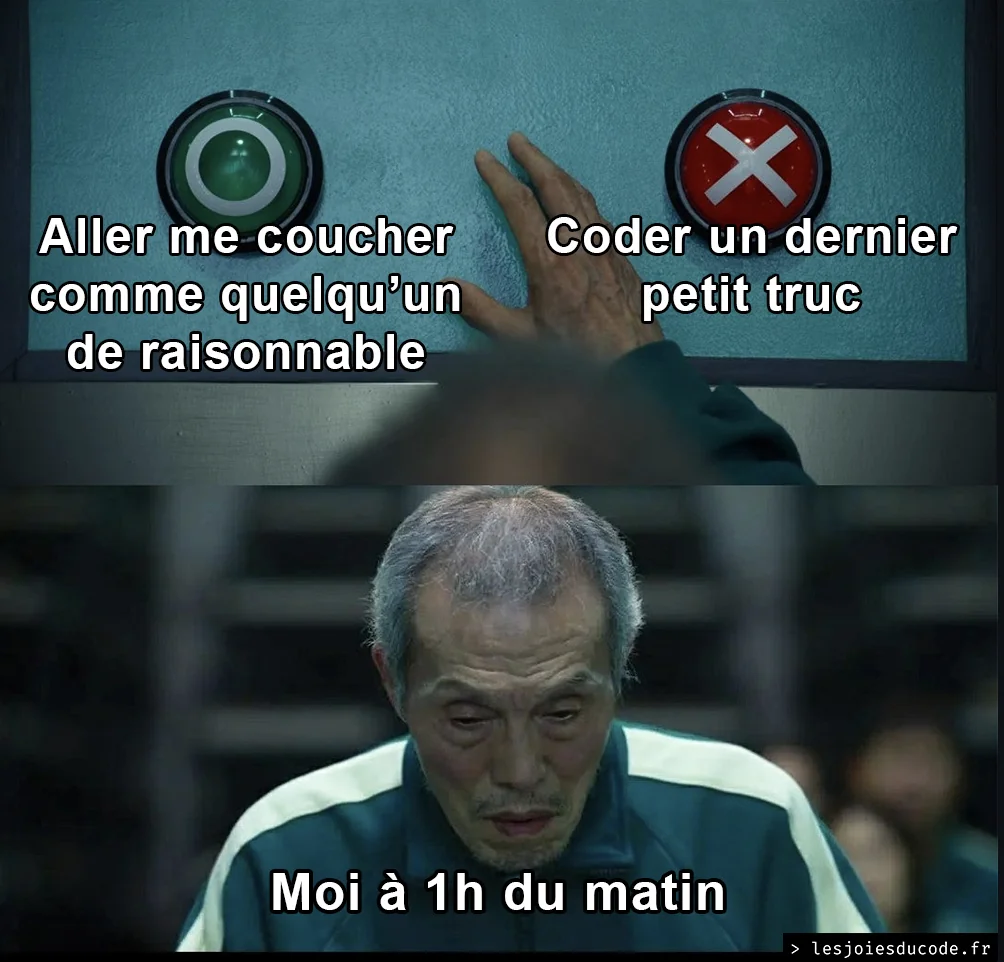 Aller me coucher
comme quelqu’un
de raisonnable
Coder un dernier
petit truc
Moi à 1h du matin
> lesjoiesducode.fr